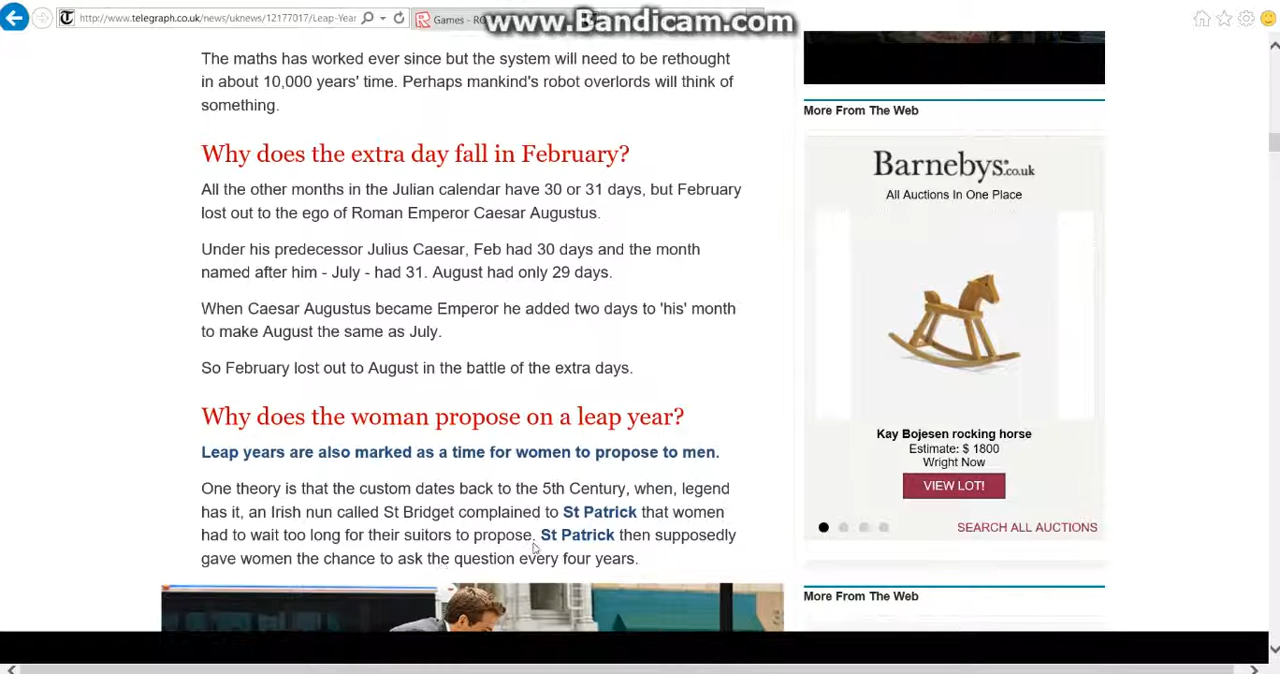 www.Bandicam.com
http://www.telegraph.co.uk/news/uknews/12177017/Leap-Year
Games - RO
The maths has worked ever since but the system will need to be rethought
in about 10,000 years' time. Perhaps mankind's robot overlords will think of
something.
Why does the extra day fall in February?
All the other months in the Julian calendar have 30 or 31 days, but February
lost out to the ego of Roman Emperor Caesar Augustus.
Under his predecessor Julius Caesar, Feb had 30 days and the month
named after him - July - had 31. August had only 29 days.
When Caesar Augustus became Emperor he added two days to 'his' month
to make August the same as July.
So February lost out to August in the battle of the extra days.
Why does the woman propose on a leap year?
Leap years are also marked as a time for women to propose to men.
One theory is that the custom dates back to the 5th Century, when, legend
has it, an Irish nun called St Bridget complained to St Patrick that women
had to wait too long for their suitors to propose. St Patrick then supposedly
gave women the chance to ask the question every four years.
More From The Web
Barnebys.co.uk
All Auctions In One Place
Kay Bojesen rocking horse
Estimate: $ 1800
Wright Now
VIEW LOT!
SEARCH ALL AUCTIONS
More From The Web